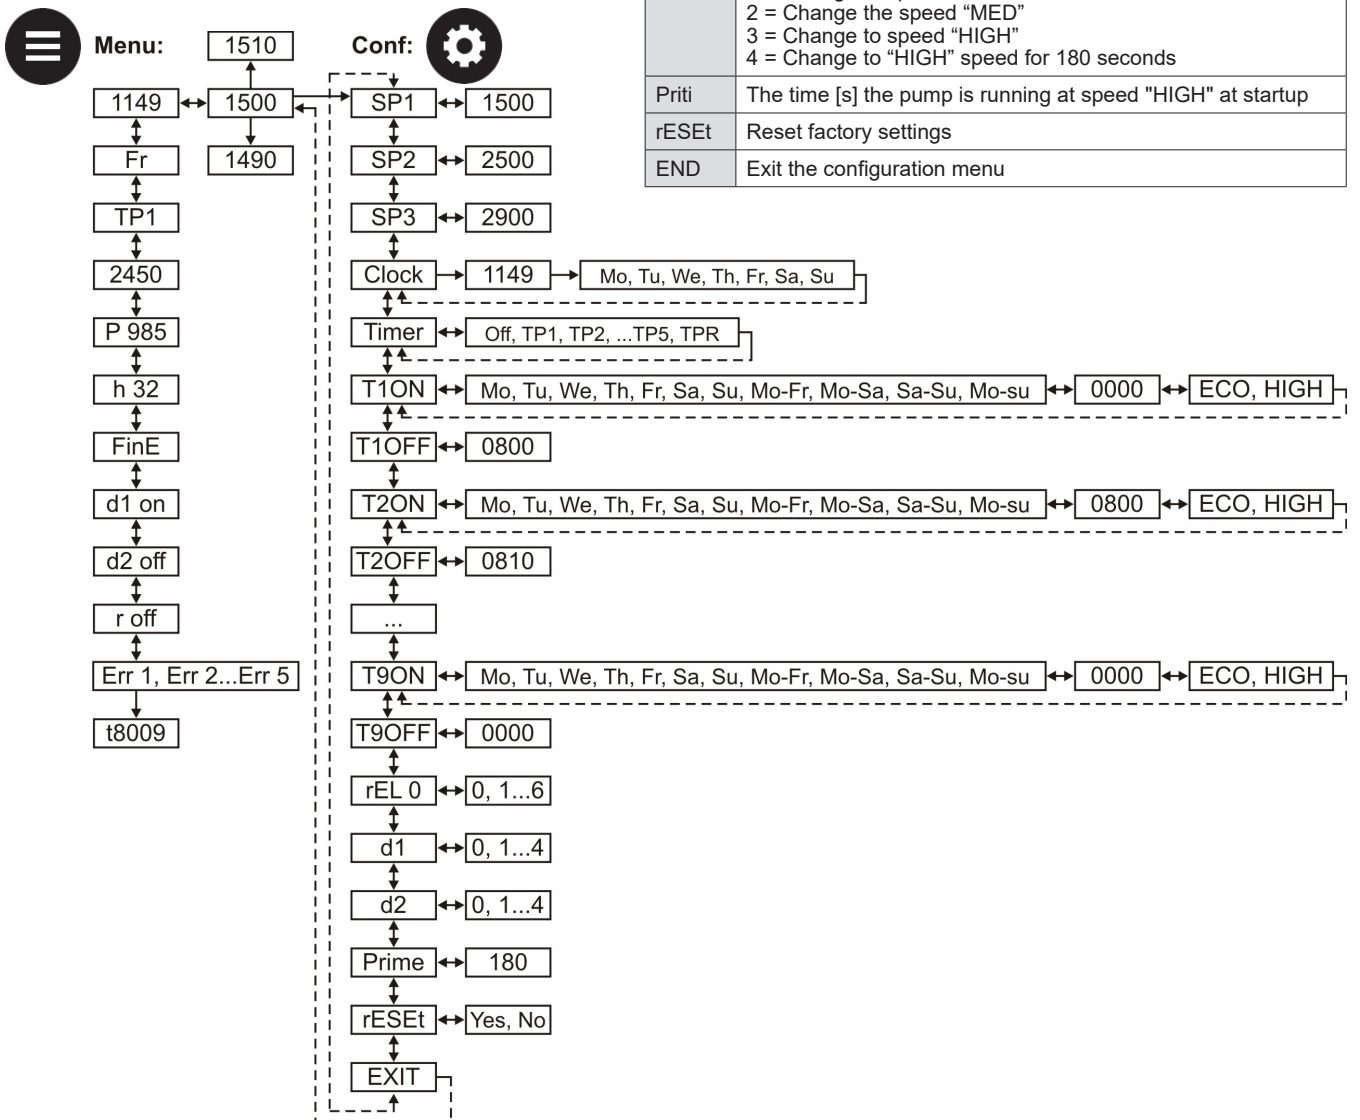 2 = Change the speed “MED”
3 = Change to speed “HIGH”
4 = Change to “HIGH” speed for 180 seconds
Priti The time [s] the pump is running at speed "HIGH" at startup
rESEt Reset factory settings
END Exit the configuration menu
Menu: 1510 Conf:
1149 1500 SP1 1500
Fr 1490 SP2 2500
TP1 SP3 2900
2450 Clock 1149 Mo, Tu, We, Th, Fr, Sa, Su
P 985 Timer Off, TP1, TP2, ...TP5, TPR
h 32 T1ON Mo, Tu, We, Th, Fr, Sa, Su, Mo-Fr, Mo-Sa, Sa-Su, Mo-su 0000 ECO, HIGH
FinE T1OFF 0800
d1 on T2ON Mo, Tu, We, Th, Fr, Sa, Su, Mo-Fr, Mo-Sa, Sa-Su, Mo-su 0800 ECO, HIGH
d2 off T2OFF 0810
r off ...
Err 1, Err 2...Err 5 T9ON Mo, Tu, We, Th, Fr, Sa, Su, Mo-Fr, Mo-Sa, Sa-Su, Mo-su 0000 ECO, HIGH
t8009 T9OFF 0000
rEL 0 0, 1...6
d1 0, 1...4
d2 0, 1...4
Prime 180
rESEt Yes, No
EXIT